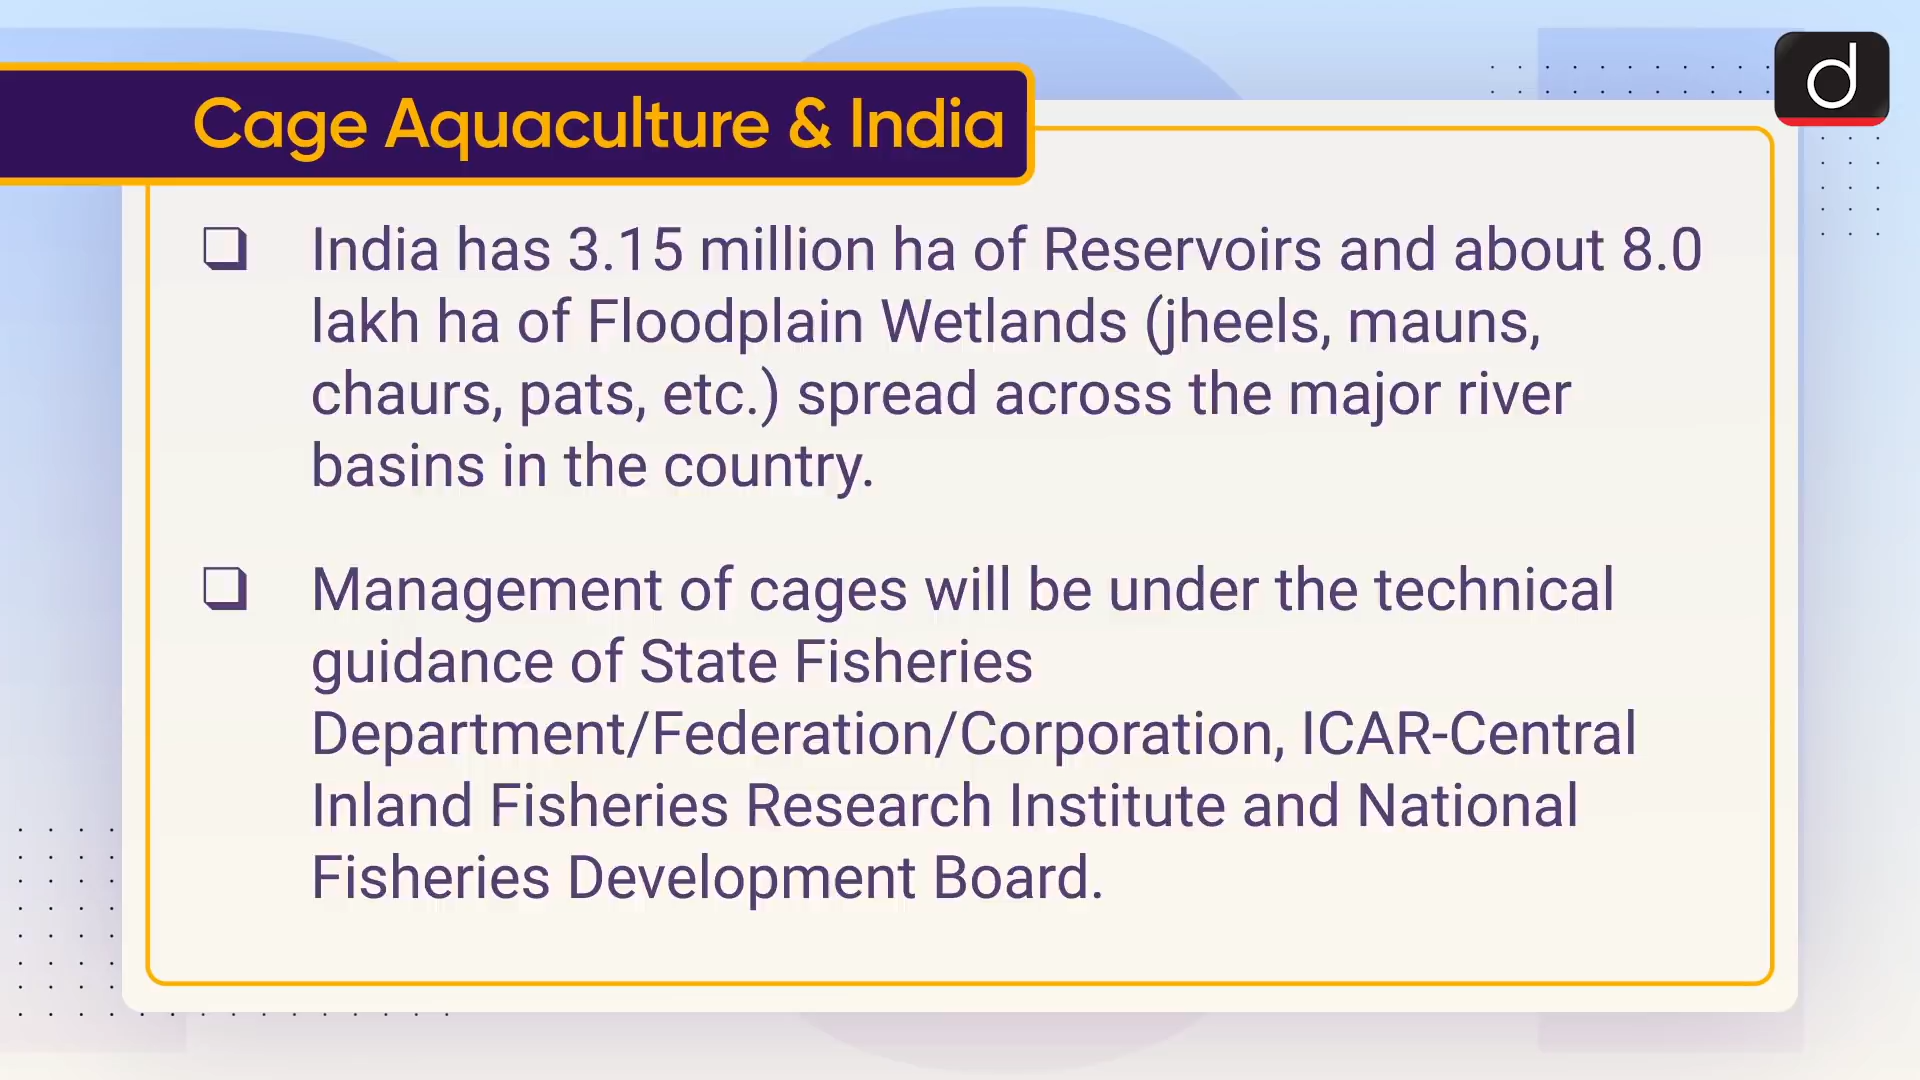 Cage Aquaculture & India
d
❑ India has 3.15 million ha of Reservoirs and about 8.0
lakh ha of Floodplain Wetlands (jheels, mauns,
chaurs, pats, etc.) spread across the major river
basins in the country.
❑ Management of cages will be under the technical
guidance of State Fisheries
Department/Federation/Corporation, ICAR-Central
Inland Fisheries Research Institute and National
Fisheries Development Board.